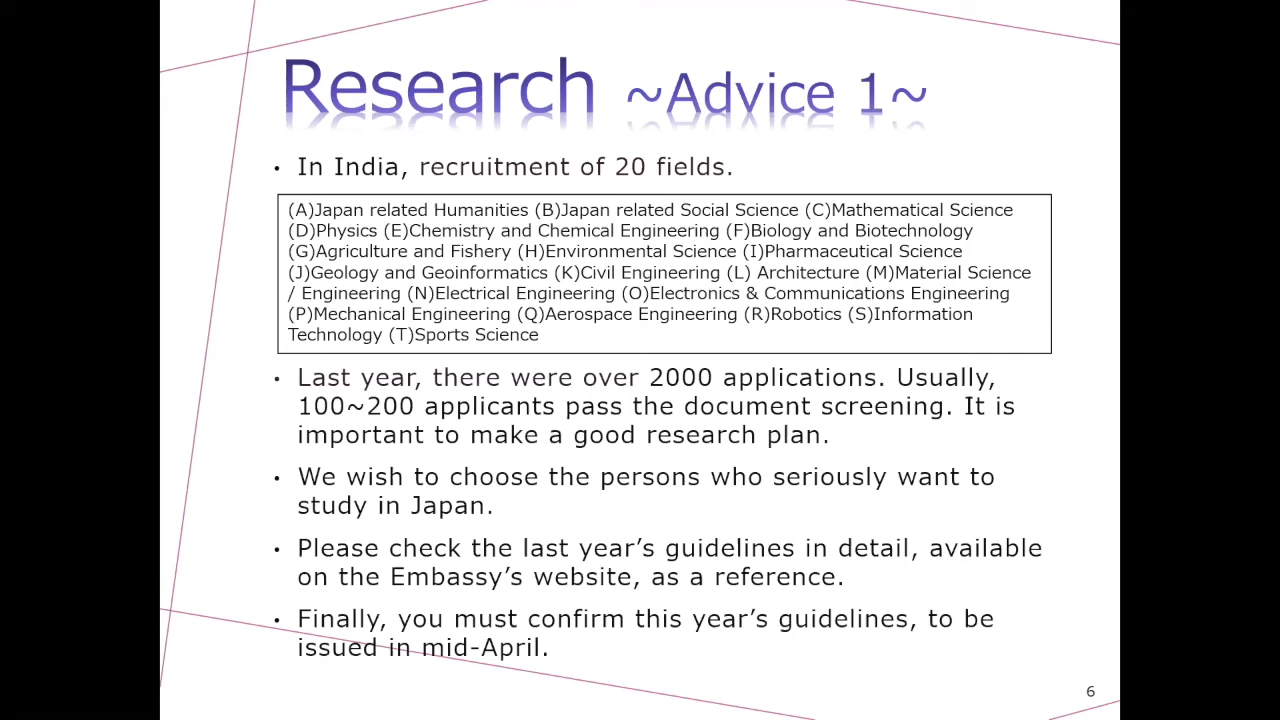 Research ~Advice 1~
• In India, recruitment of 20 fields.
(A)Japan related Humanities (B)Japan related Social Science (C)Mathematical Science
(D)Physics (E)Chemistry and Chemical Engineering (F)Biology and Biotechnology
(G)Agriculture and Fishery (H)Environmental Science (I)Pharmaceutical Science
(J)Geology and Geoinformatics (K)Civil Engineering (L) Architecture (M)Material Science
/ Engineering (N)Electrical Engineering (O)Electronics & Communications Engineering
(P)Mechanical Engineering (Q)Aerospace Engineering (R)Robotics (S)Information
Technology (T)Sports Science
• Last year, there were over 2000 applications. Usually,
100~200 applicants pass the document screening. It is
important to make a good research plan.
• We wish to choose the persons who seriously want to
study in Japan.
• Please check the last year’s guidelines in detail, available
on the Embassy’s website, as a reference.
• Finally, you must confirm this year’s guidelines, to be
issued in mid-April.
6